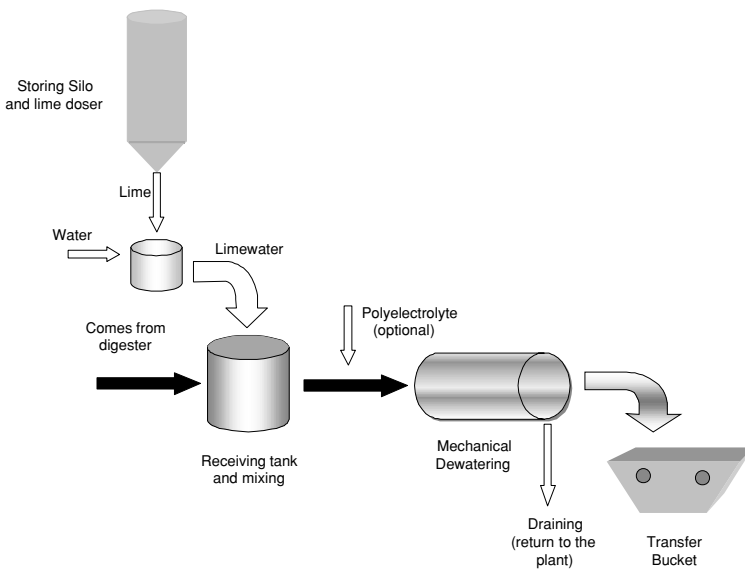 Storing Silo
and lime doser
Lime
Water
Limewater
Comes from
digester
Polyelectrolyte
(optional)
Receiving tank
and mixing
Mechanical
Dewatering
Draining
(return to the
plant)
Transfer
Bucket